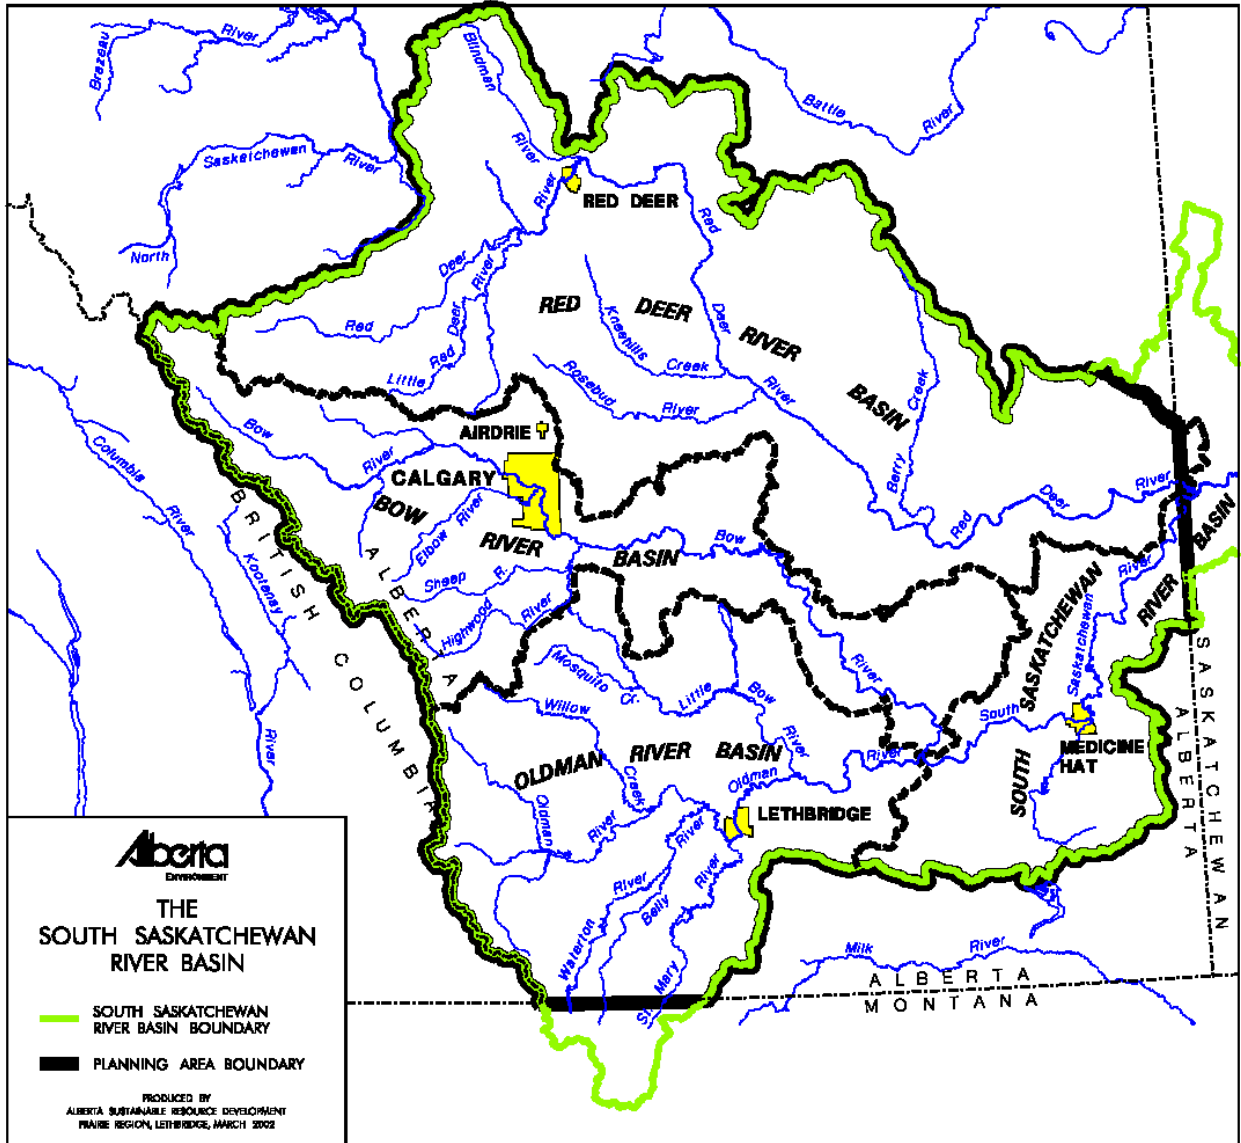 Brazeau
River
Blindman
River
Battle
River
Saskatchewan
River
North
River
RED DEER
Red
Deer
River
Deer
Red
RED DEER RIVER BASIN
Kneehills
Creek
Deer
River
Little
Red
Deer
Rosebud
River
Berry
Creek
Bow
River
AIRDRIE
CALGARY
Columbia
River
BOW RIVER BASIN
Elbow River
Bow
Red
Deer
River
BRITISH COLUMBIA
ALBERTA
Kootenay
River
Sheep R.
Highwood
River
Mosquito Cr.
Little
Bow
River
River
SOUTH SASKATCHEWAN RIVER BASIN
River
Saskatchewan
South
Willow
Creek
OLDMAN RIVER BASIN
Oldman
River
MEDICINE
HAT
SASKATCHEWAN
ALBERTA
Oldman
River
River
LETHBRIDGE
River
River
Waterton
Belly
St. Mary
Milk
River
ALBERTA
MONTANA
Alberta
ENVIRONMENT
THE
SOUTH SASKATCHEWAN
RIVER BASIN
SOUTH SASKATCHEWAN
RIVER BASIN BOUNDARY
PLANNING AREA BOUNDARY
PRODUCED BY
ALBERTA SUSTAINABLE RESOURCE DEVELOPMENT
PRAIRIE REGION, LETHBRIDGE, MARCH 2002